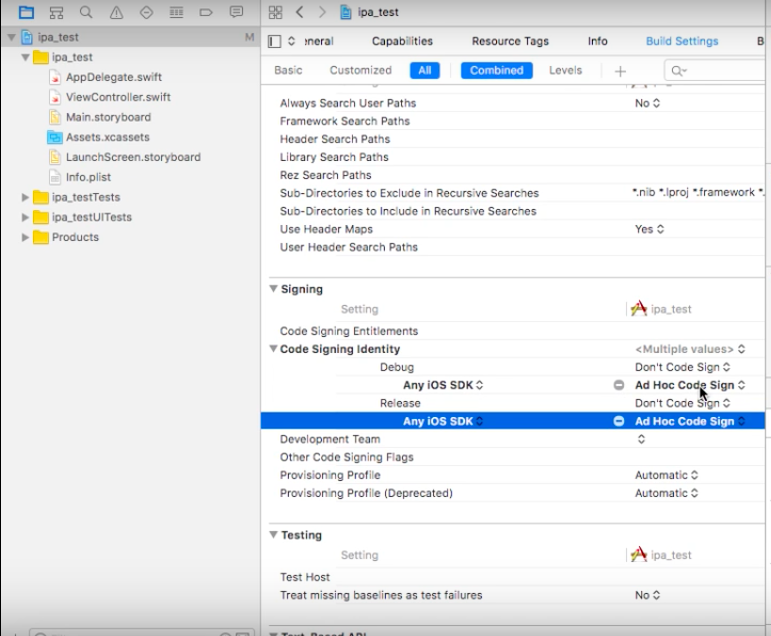 ipa_test
ipa_test M
ipa_test
AppDelegate.swift
ViewController.swift
Main.storyboard
Assets.xcassets
LaunchScreen.storyboard
Info.plist
ipa_testTests
ipa_testUITests
Products
eneral Capabilities Resource Tags Info Build Settings B
Basic Customized All Combined Levels
Always Search User Paths No
Framework Search Paths
Header Search Paths
Library Search Paths
Rez Search Paths
Sub-Directories to Exclude in Recursive Searches *.nib *.lproj *.framework *.
Sub-Directories to Include in Recursive Searches
Use Header Maps Yes
User Header Search Paths
Signing
Setting ipa_test
Code Signing Entitlements
Code Signing Identity <Multiple values>
Debug Don't Code Sign
Any iOS SDK Ad Hoc Code Sign
Release Don't Code Sign
Any iOS SDK Ad Hoc Code Sign
Development Team
Other Code Signing Flags
Provisioning Profile Automatic
Provisioning Profile (Deprecated) Automatic
Testing
Setting ipa_test
Test Host
Treat missing baselines as test failures No